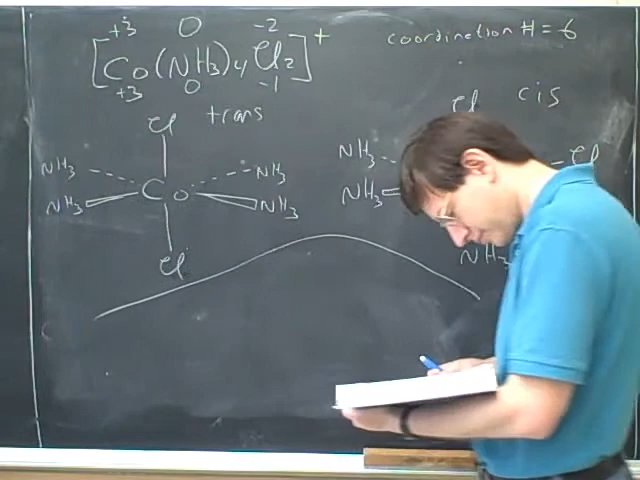 +3 0 -2
[Co(NH3)4Cl2]+ coordination # = 6
+3 0 -1
Cl trans
Cl cis
NH3 NH3
NH3 Co NH3
Cl
NH3 Cl
NH3
NH3